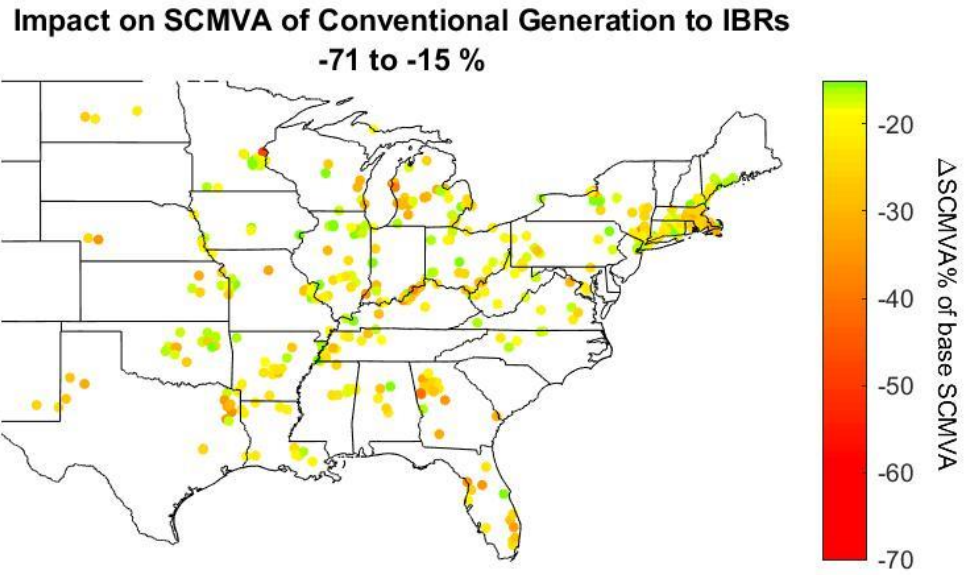 Impact on SCMVA of Conventional Generation to IBRs
-71 to -15 %
-20
-30
-40
-50
-60
-70
ΔSCMVA% of base SCMVA